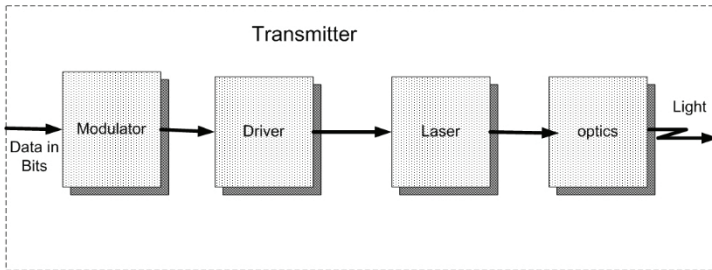 Transmitter
Modulator
Driver
Laser
optics
Light
Data in
Bits